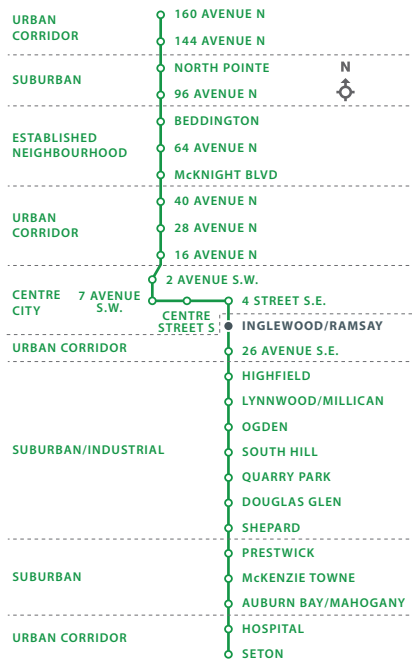 URBAN
CORRIDOR
160 AVENUE N
144 AVENUE N
SUBURBAN
NORTH POINTE
96 AVENUE N
N
ESTABLISHED
NEIGHBOURHOOD
BEDDINGTON
64 AVENUE N
McKNIGHT BLVD
URBAN
CORRIDOR
40 AVENUE N
28 AVENUE N
16 AVENUE N
CENTRE
CITY
2 AVENUE S.W.
7 AVENUE
S.W.
CENTRE
STREET S
4 STREET S.E.
URBAN CORRIDOR
INGLEWOOD/RAMSAY
26 AVENUE S.E.
SUBURBAN/INDUSTRIAL
HIGHFIELD
LYNNWOOD/MILLICAN
OGDEN
SOUTH HILL
QUARRY PARK
DOUGLAS GLEN
SHEPARD
SUBURBAN
PRESTWICK
McKENZIE TOWNE
AUBURN BAY/MAHOGANY
URBAN CORRIDOR
HOSPITAL
SETON